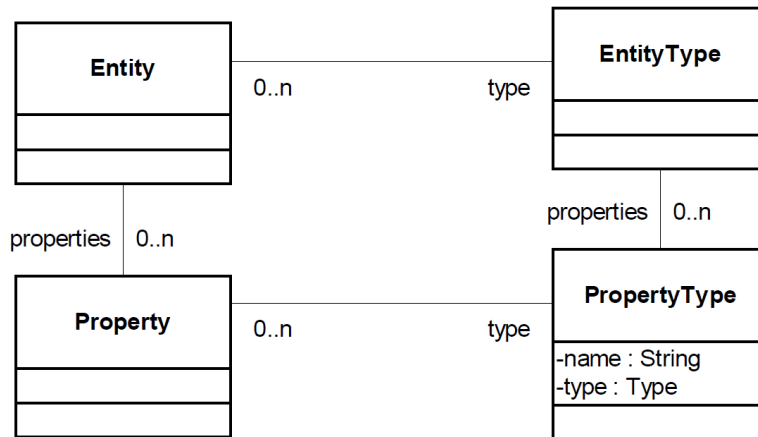 Entity
EntityType
0..n
type
properties
0..n
properties
0..n
Property
PropertyType
0..n
type
-name : String
-type : Type